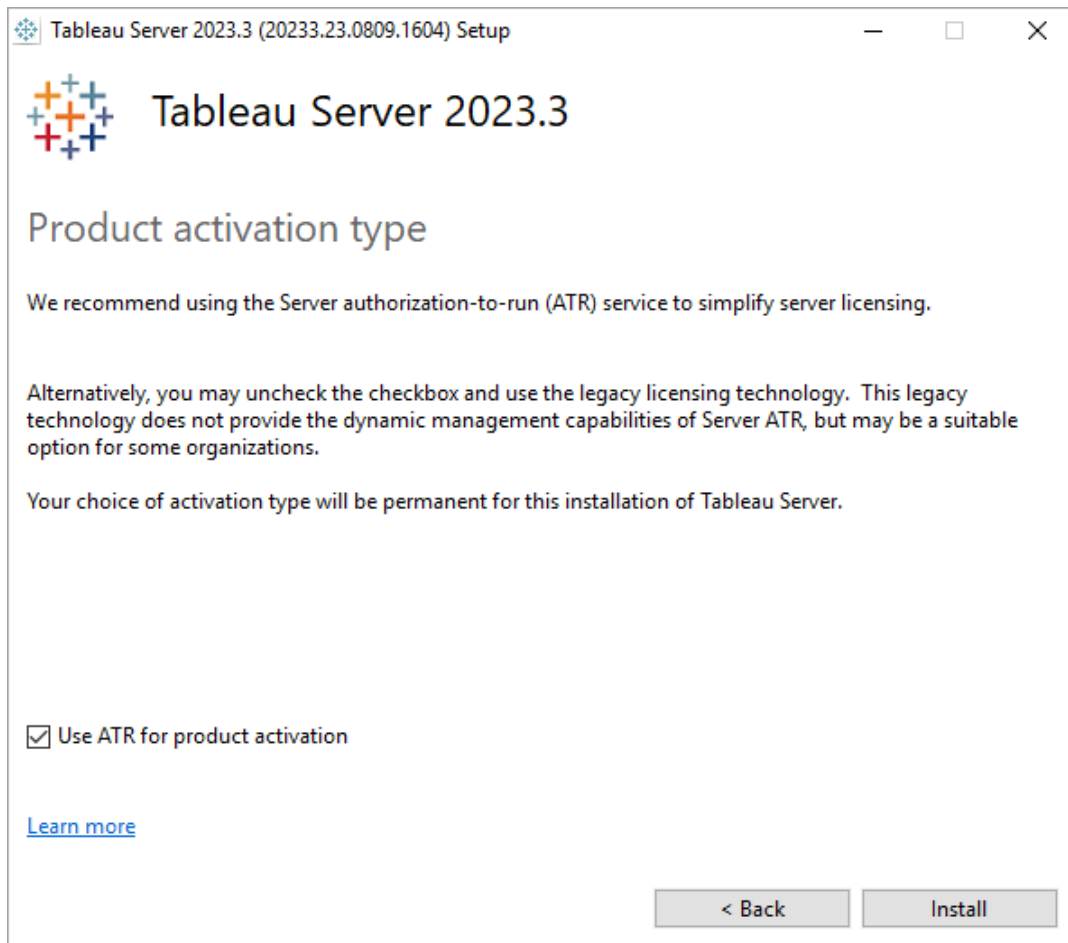 Tableau Server 2023.3 (20233.23.0809.1604) Setup
Tableau Server 2023.3
Product activation type
We recommend using the Server authorization-to-run (ATR) service to simplify server licensing.
Alternatively, you may uncheck the checkbox and use the legacy licensing technology.  This legacy
technology does not provide the dynamic management capabilities of Server ATR, but may be a suitable
option for some organizations.
Your choice of activation type will be permanent for this installation of Tableau Server.
Use ATR for product activation
Learn more
< Back
Install